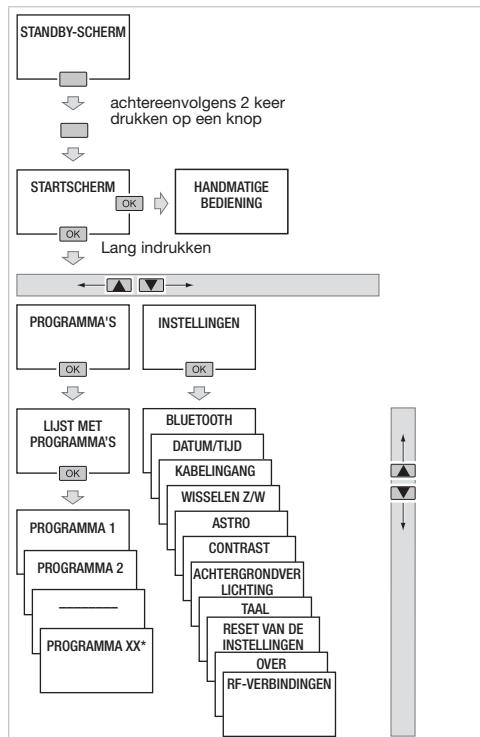 STANDBY-SCHERM
achtereenvolgens 2 keer
drukken op een knop
STARTSCHERM
OK
HANDMATIGE
BEDIENING
OK
Lang indrukken
PROGRAMMA'S
OK
INSTELLINGEN
OK
LIJST MET
PROGRAMMA'S
OK
PROGRAMMA 1
PROGRAMMA 2
PROGRAMMA XX*
BLUETOOTH
DATUM/TIJD
KABELINGANG
WISSELEN Z/W
ASTRO
CONTRAST
ACHTERGRONDVER
LICHTING
TAAL
RESET VAN DE
INSTELLINGEN
OVER
RF-VERBINDINGEN